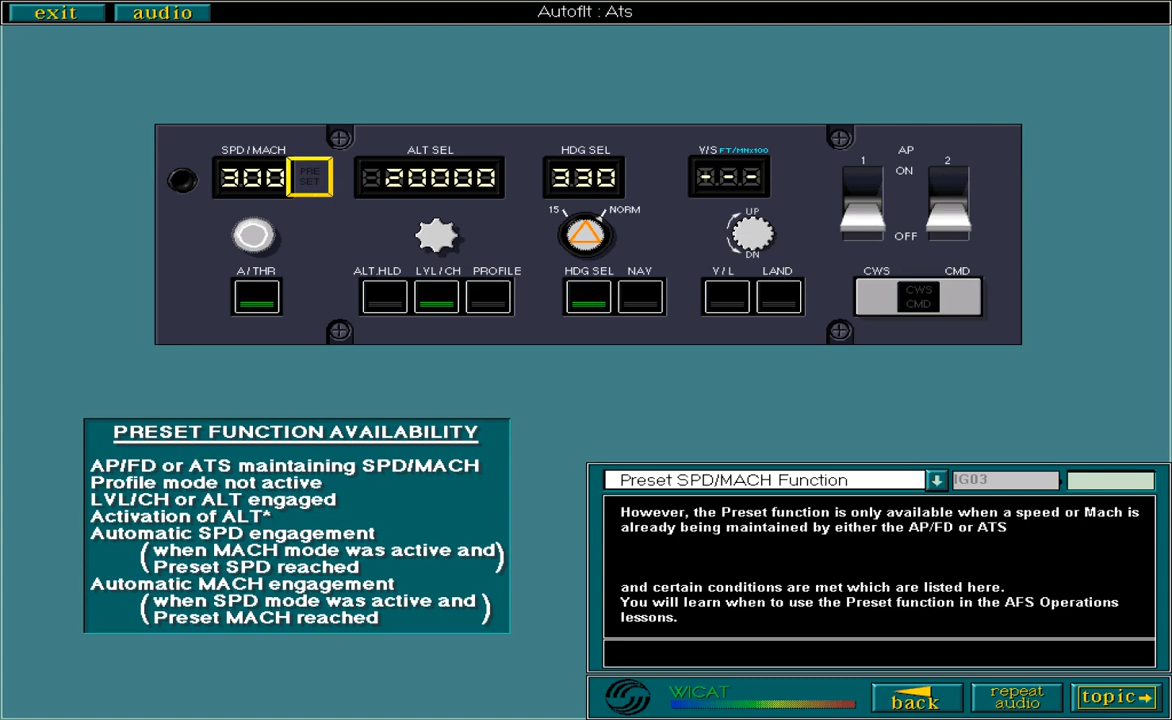 exit
audio
Autoflt : Ats
SPD/MACH
ALT SEL
HDG SEL
V/S FT/MNx100
AP
1
ON
2
300
PRE
SET
20000
330
- - -
15
NORM
UP
DN
OFF
A/THR
ALT.HLD
LVL/CH
PROFILE
HDG SEL
NAV
V/L
LAND
CWS
CMD
CWS
CMD
PRESET FUNCTION AVAILABILITY
AP/FD or ATS maintaining SPD/MACH
Profile mode not active
LVL/CH or ALT engaged
Activation of ALT*
Automatic SPD engagement
(when MACH mode was active and)
Preset SPD reached
Automatic MACH engagement
(when SPD mode was active and )
Preset MACH reached
Preset SPD/MACH Function
IG03
However, the Preset function is only available when a speed or Mach is
already being maintained by either the AP/FD or ATS
and certain conditions are met which are listed here.
You will learn when to use the Preset function in the AFS Operations
lessons.
WICAT
back
repeat
audio
topic